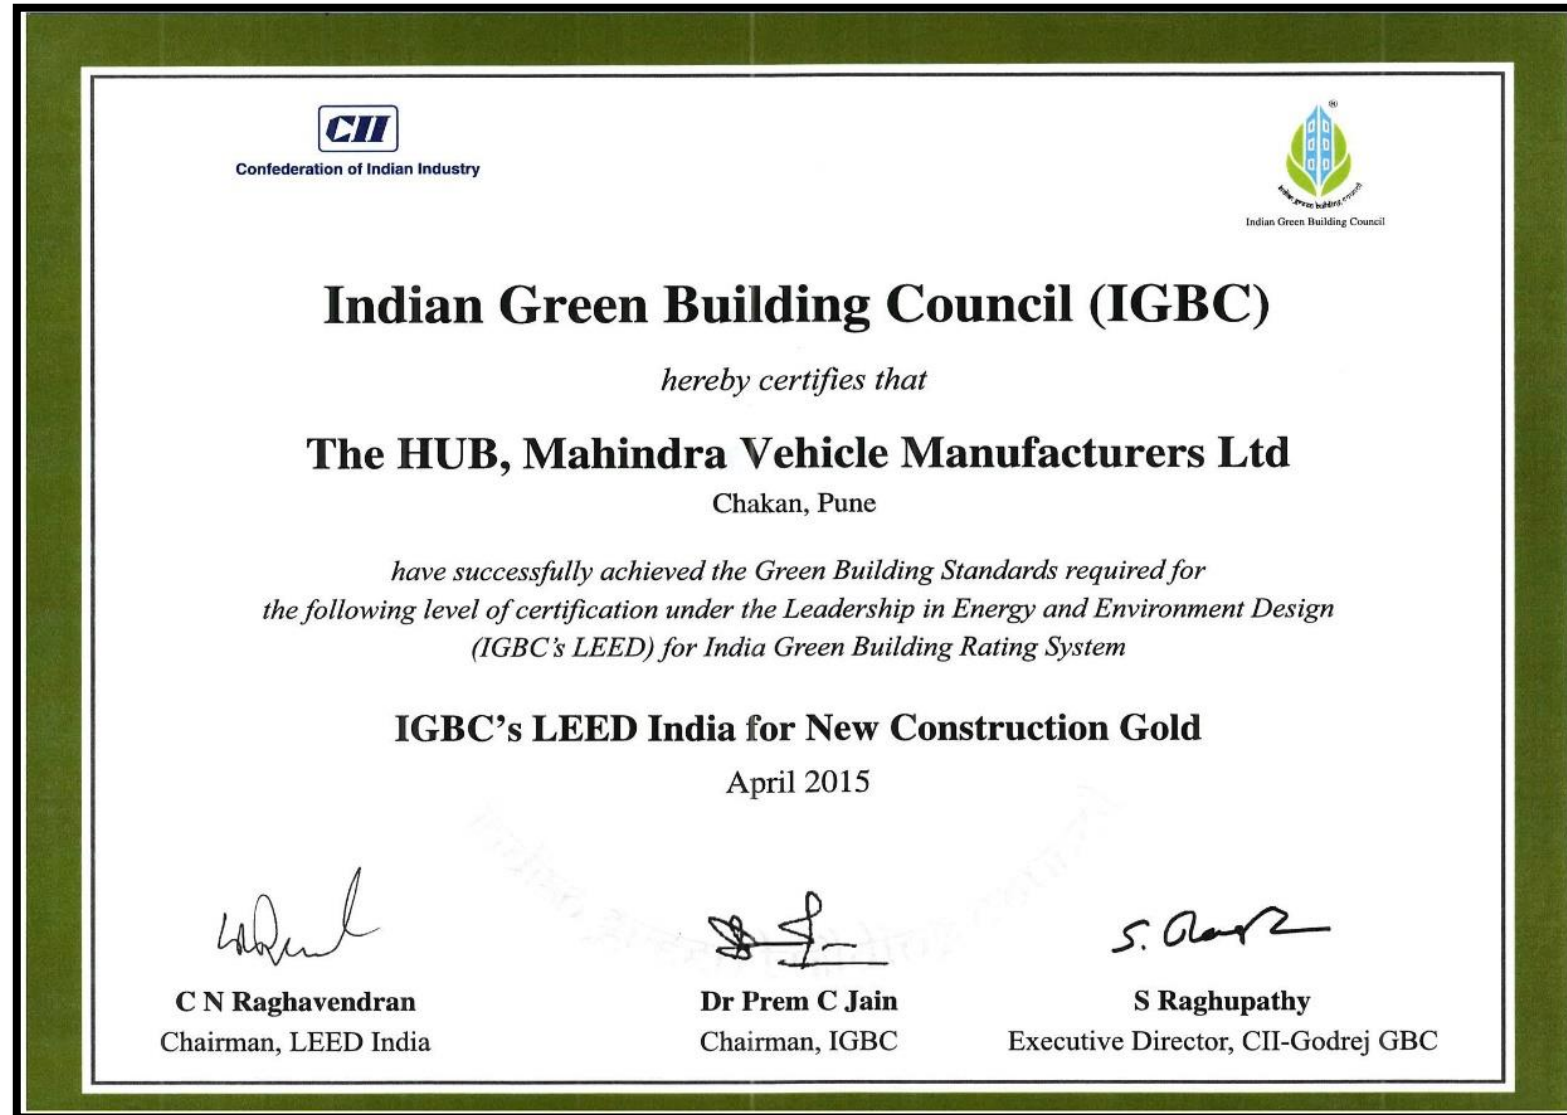 CII
Confederation of Indian Industry
®
indian green building council
Indian Green Building Council
Indian Green Building Council (IGBC)
hereby certifies that
The HUB, Mahindra Vehicle Manufacturers Ltd
Chakan, Pune
have successfully achieved the Green Building Standards required for
the following level of certification under the Leadership in Energy and Environment Design
(IGBC's LEED) for India Green Building Rating System
IGBC's LEED India for New Construction Gold
April 2015
S.
C N Raghavendran
Chairman, LEED India
Dr Prem C Jain
Chairman, IGBC
S Raghupathy
Executive Director, CII-Godrej GBC